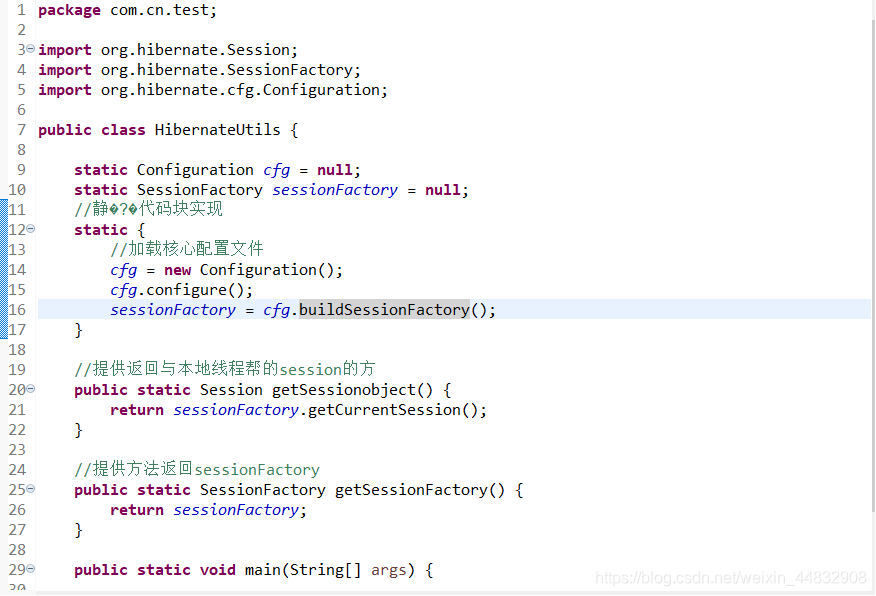 1 package com.cn.test;
2
3 import org.hibernate.Session;
4 import org.hibernate.SessionFactory;
5 import org.hibernate.cfg.Configuration;
6
7 public class HibernateUtils {
8
9 static Configuration cfg = null;
10 static SessionFactory sessionFactory = null;
11 //静�?�代码块实现
12 static {
13 //加载核心配置文件
14 cfg = new Configuration();
15 cfg.configure();
16 sessionFactory = cfg.buildSessionFactory();
17 }
18
19 //提供返回与本地线程帮的session的方
20 public static Session getSessionobject() {
21 return sessionFactory.getCurrentSession();
22 }
23
24 //提供方法返回sessionFactory
25 public static SessionFactory getSessionFactory() {
26 return sessionFactory;
27 }
28
29 public static void main(String[] args) {
https://blog.csdn.net/weixin_44832908